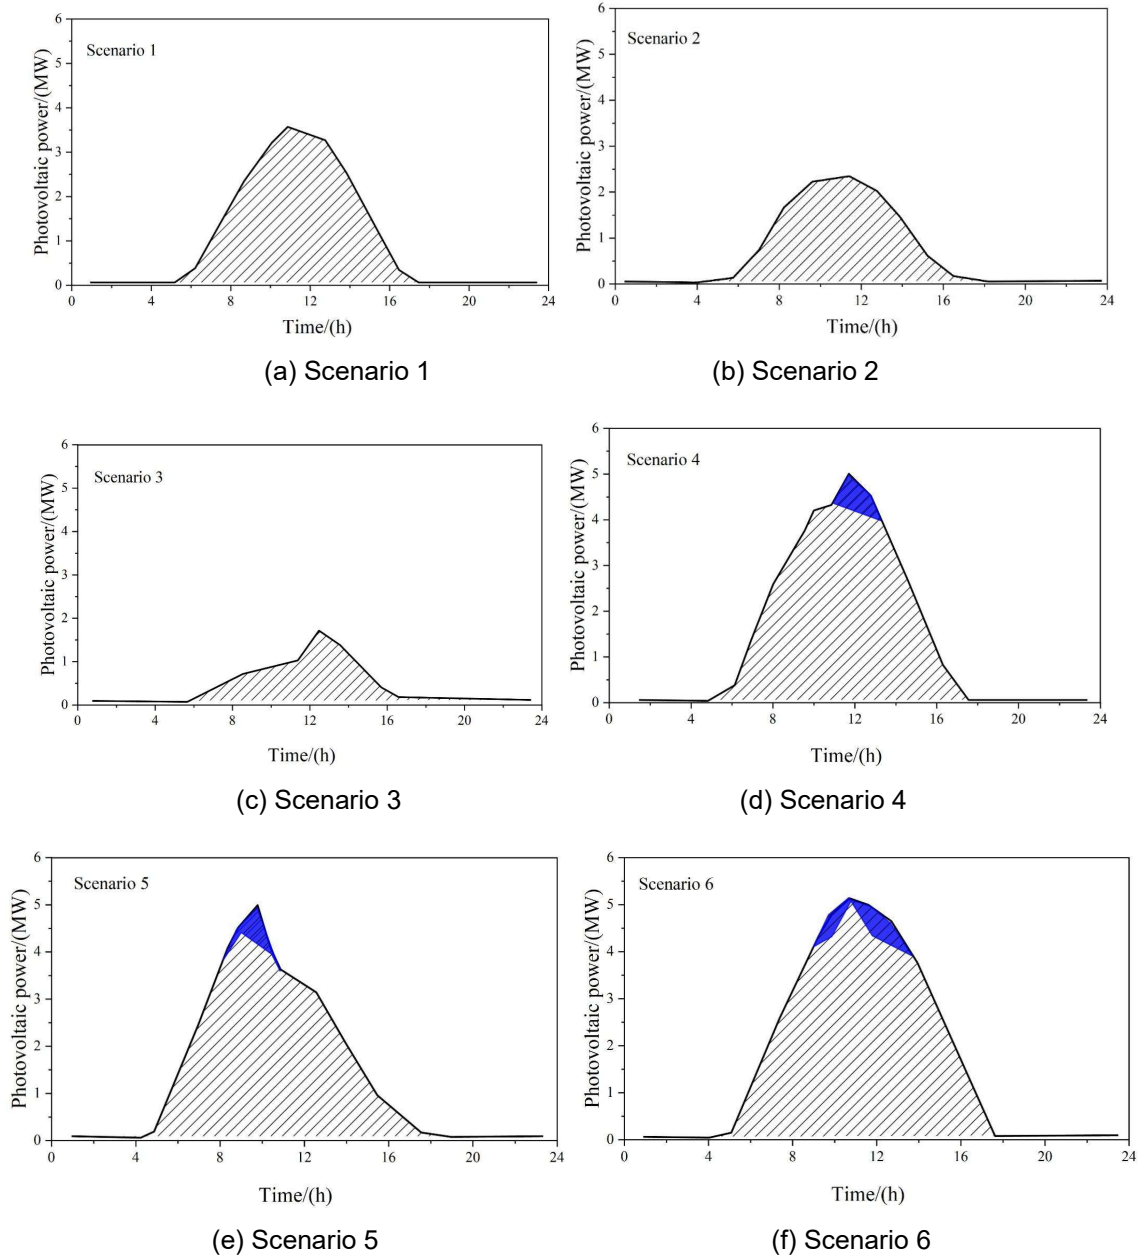 Photovoltaic power/(MW)
6
5
4
3
2
1
0
Scenario 1
0 4 8 12 16 20 24
Time/(h)
(a) Scenario 1
Photovoltaic power/(MW)
6
5
4
3
2
1
0
Scenario 2
0 4 8 12 16 20 24
Time/(h)
(b) Scenario 2
Photovoltaic power/(MW)
6
5
4
3
2
1
0
Scenario 3
0 4 8 12 16 20 24
Time/(h)
(c) Scenario 3
Photovoltaic power/(MW)
6
5
4
3
2
1
0
Scenario 4
0 4 8 12 16 20 24
Time/(h)
(d) Scenario 4
Photovoltaic power/(MW)
6
5
4
3
2
1
0
Scenario 5
0 4 8 12 16 20 24
Time/(h)
(e) Scenario 5
Photovoltaic power/(MW)
6
5
4
3
2
1
0
Scenario 6
0 4 8 12 16 20 24
Time/(h)
(f) Scenario 6